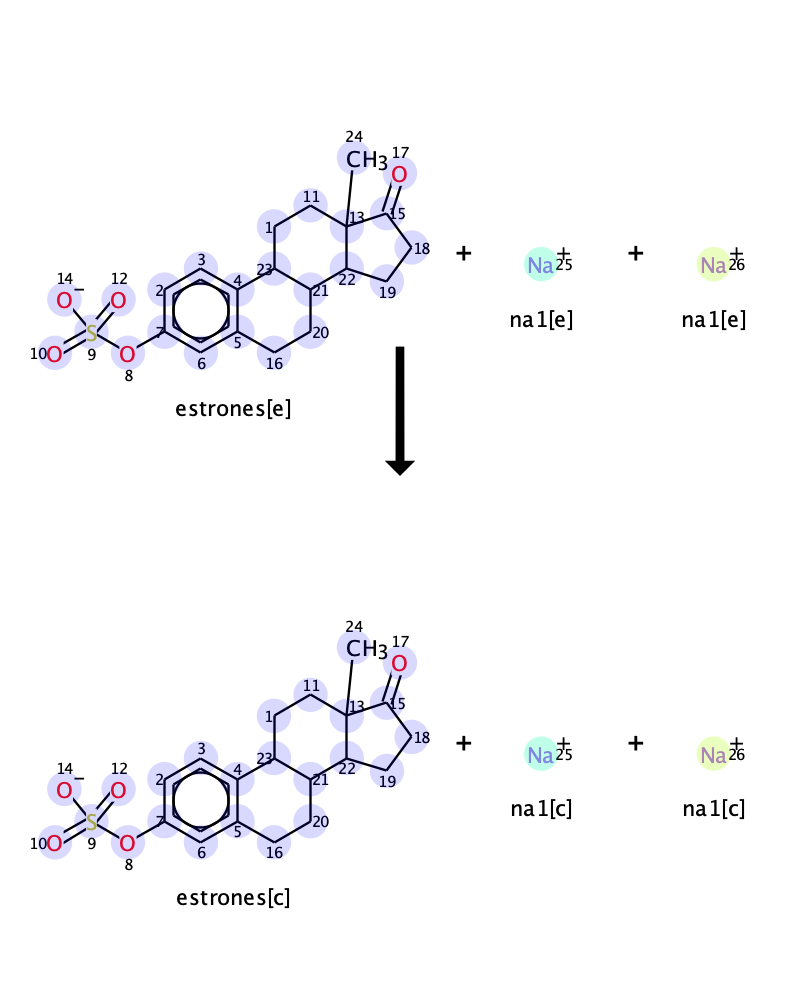 24
CH3 17
O
11
13 15
1
18
3 23 22
14 12 2 4 21 19
O− O
7 5 20
S
10 O 9 O 6 16
8
estrones[e]
+ Na+ 25
na1[e]
+ Na+ 26
na1[e]
24
CH3 17
O
11
13 15
1
18
3 23 22
14 12 2 4 21 19
O− O
7 5 20
S
10 O 9 O 6 16
8
estrones[c]
+ Na+ 25
na1[c]
+ Na+ 26
na1[c]